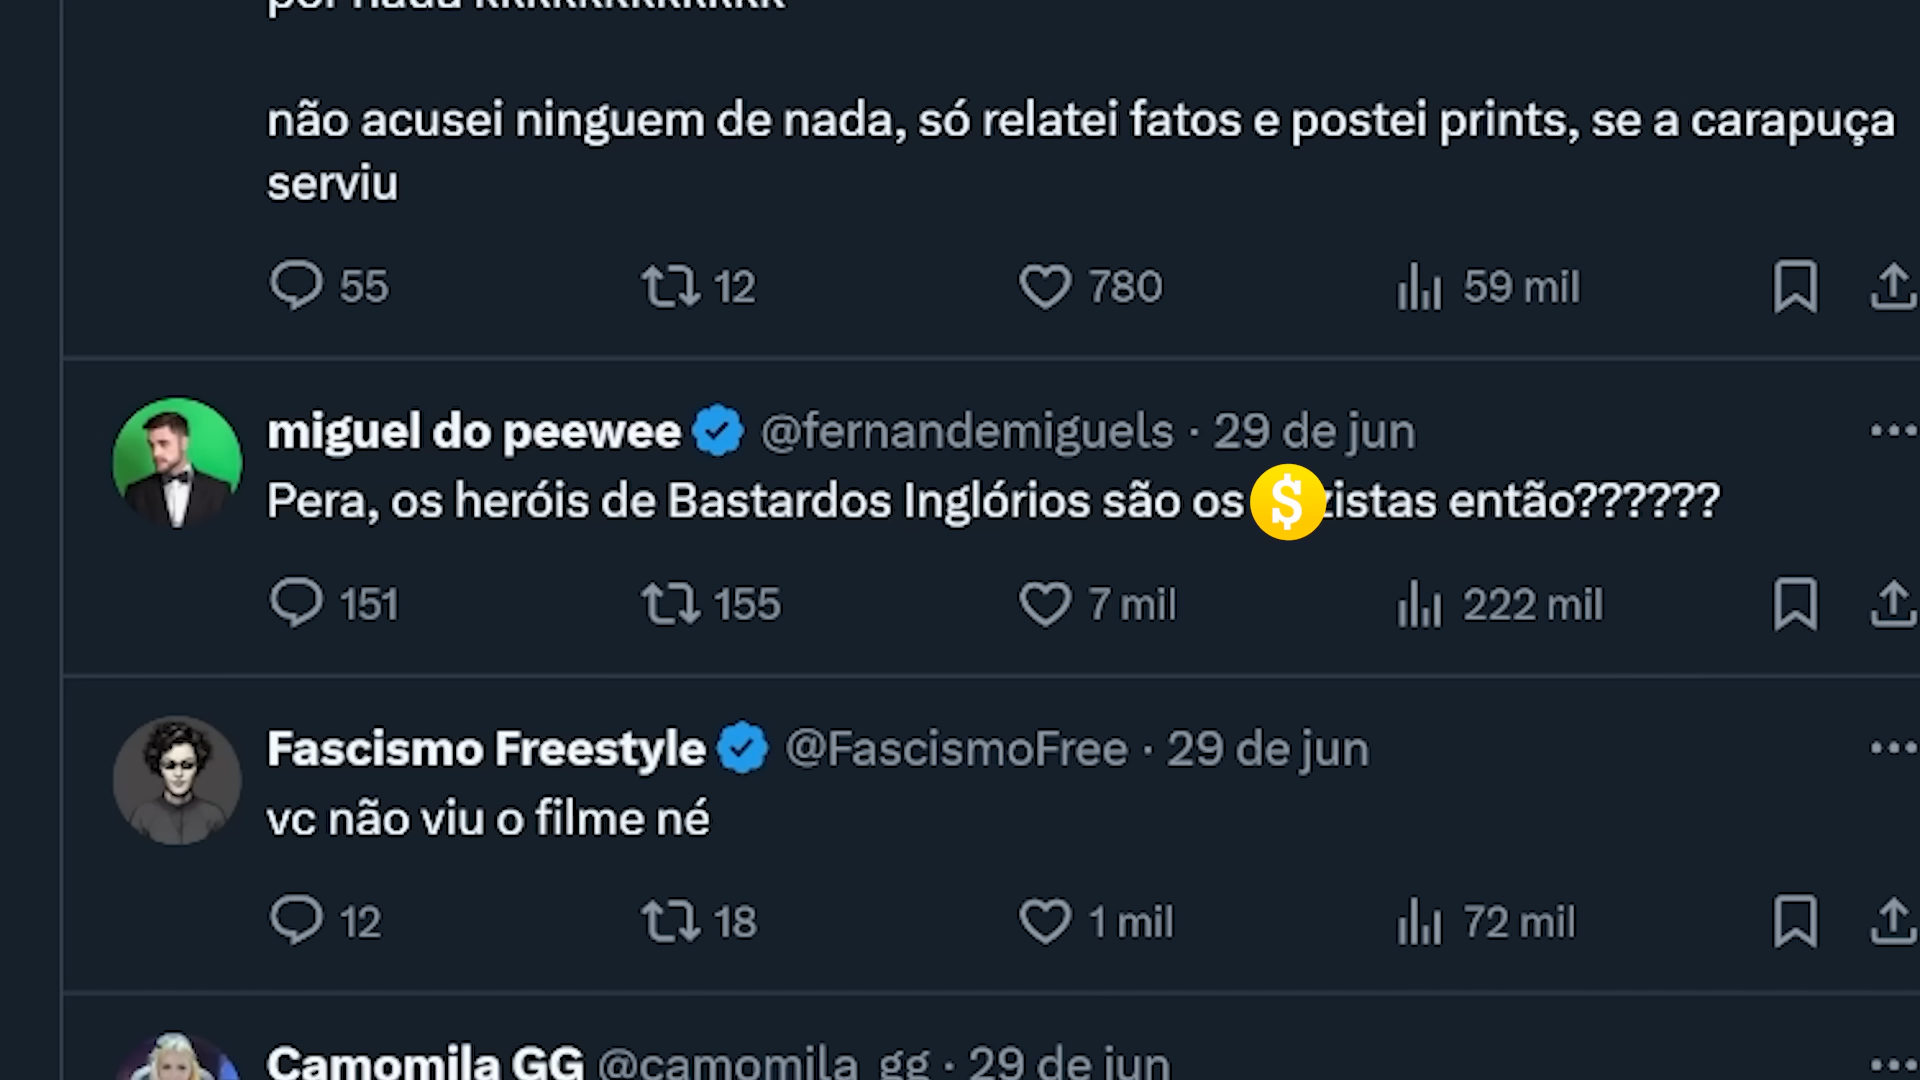 por nada kkkkkkkkkkkkk
não acusei ninguem de nada, só relatei fatos e postei prints, se a carapuça
serviu
55 12 780 59 mil
miguel do peewee @fernandemiguels · 29 de jun
Pera, os heróis de Bastardos Inglórios são os $zistas então??????
151 155 7 mil 222 mil
Fascismo Freestyle @FascismoFree · 29 de jun
vc não viu o filme né
12 18 1 mil 72 mil
Camomila GG @camomila_gg · 29 de jun